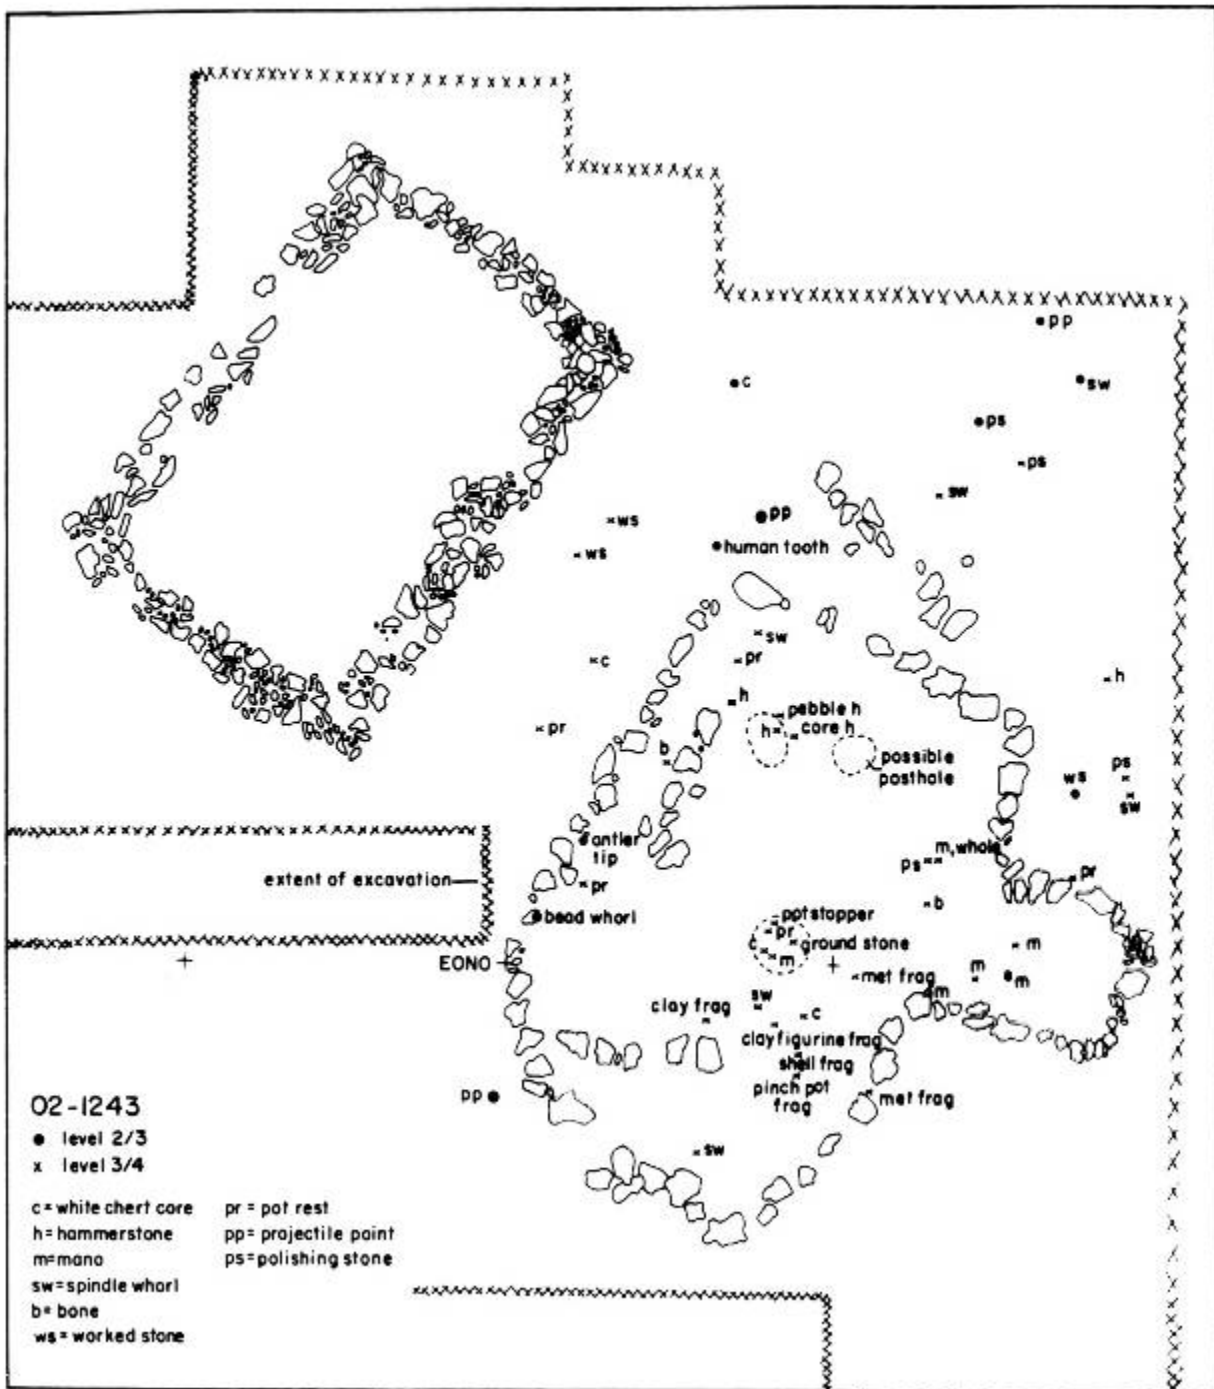 pp
c
sw
ps
ps
sw
pp
ws
human tooth
ws
sw
pr
c
h
h
pebble h
pr
h
core h
b
possible
posthole
ps
ws
sw
antler
tip
m, whole
ps
extent of excavation
pr
pr
b
bead whorl
pot stopper
pr
c
ground stone
m
m
EONO
met frag
m
m
m
sw
clay frag
c
clay figurine frag
shell frag
pinch pot
frag
met frag
pp
sw
02-1243
● level 2/3
x level 3/4
c = white chert core
pr = pot rest
h = hammerstone
pp = projectile point
m = mano
ps = polishing stone
sw = spindle whorl
b = bone
ws = worked stone